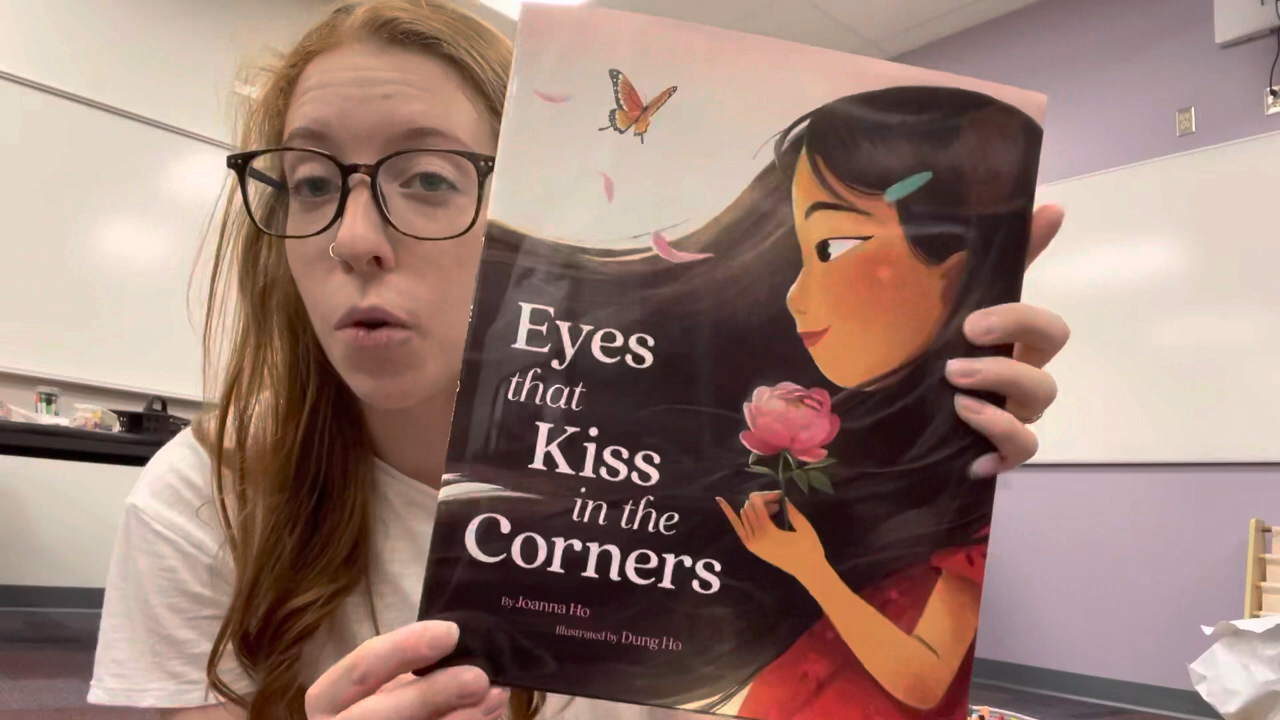 Eyes
that
Kiss
in the
Corners
By Joanna Ho
Illustrated by Dung Ho